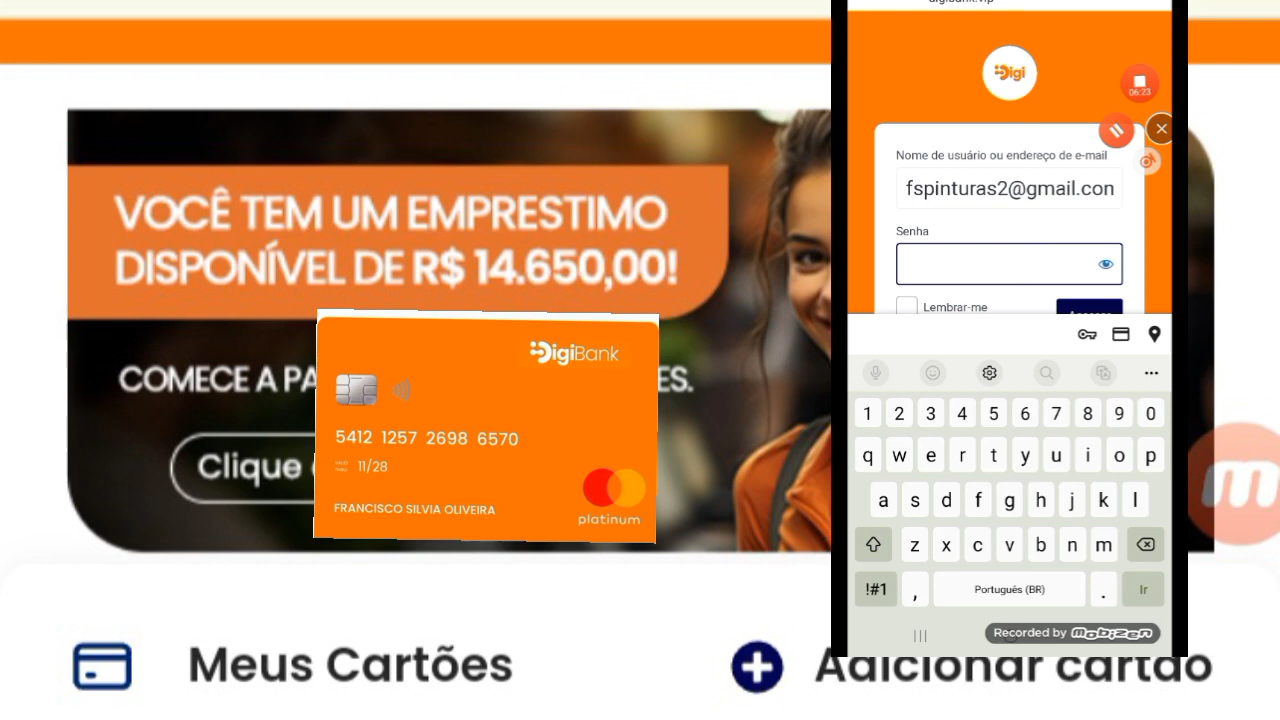 VOCÊ TEM UM EMPRESTIMO
DISPONÍVEL DE R$ 14.650,00!
COMECE A PA
ES.
Clique
DigiBank
5412 1257 2698 6570
11/28
FRANCISCO SILVIA OLIVEIRA
platinum
Meus Cartões
Adicionar cartão
digibank.vip
Digi
06:23
Nome de usuário ou endereço de e-mail
fspinturas2@gmail.con
Senha
Lembrar-me
1 2 3 4 5 6 7 8 9 0
q w e r t y u i o p
a s d f g h j k l
z x c v b n m
!#1 , Português (BR) . Ir
Recorded by mobizen
m